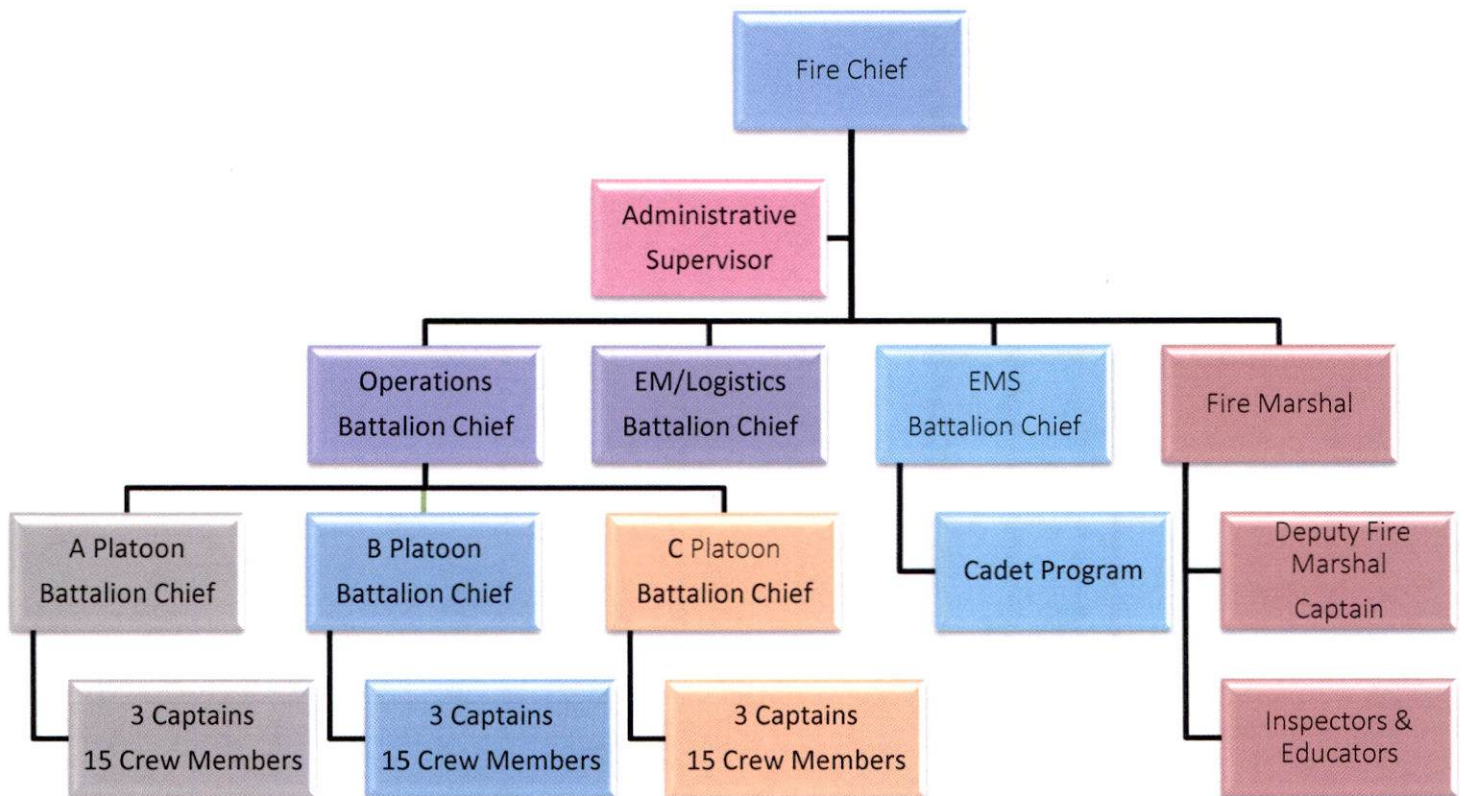 Fire Chief
Administrative
Supervisor
Operations
Battalion Chief
EM/Logistics
Battalion Chief
EMS
Battalion Chief
Fire Marshal
A Platoon
Battalion Chief
B Platoon
Battalion Chief
C Platoon
Battalion Chief
Cadet Program
Deputy Fire
Marshal
Captain
3 Captains
15 Crew Members
3 Captains
15 Crew Members
3 Captains
15 Crew Members
Inspectors &
Educators